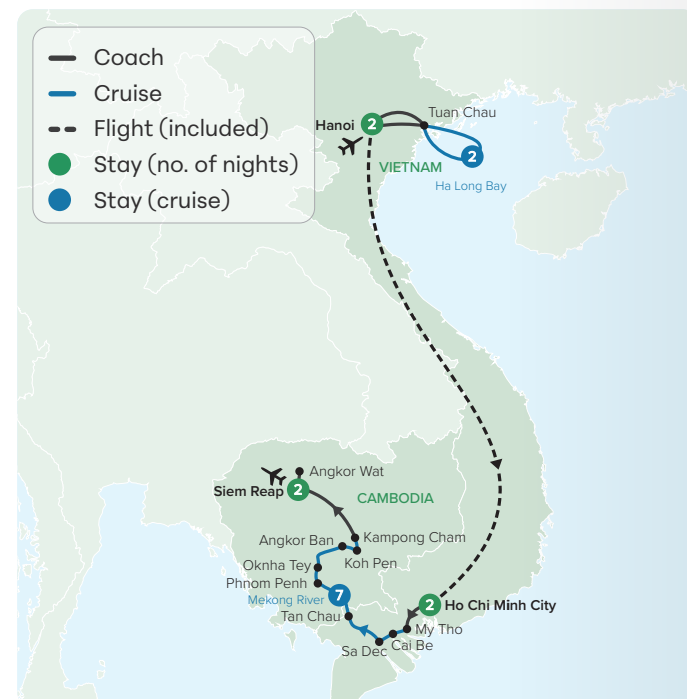 Coach
Cruise
Flight (included)
Stay (no. of nights)
Stay (cruise)
Tuan Chau
Hanoi
2
VIETNAM
2
Ha Long Bay
Angkor Wat
Siem Reap
2
CAMBODIA
Kampong Cham
Angkor Ban
Koh Pen
Oknha Tey
Phnom Penh
Mekong River
7
2
Ho Chi Minh City
Tan Chau
My Tho
Cai Be
Sa Dec